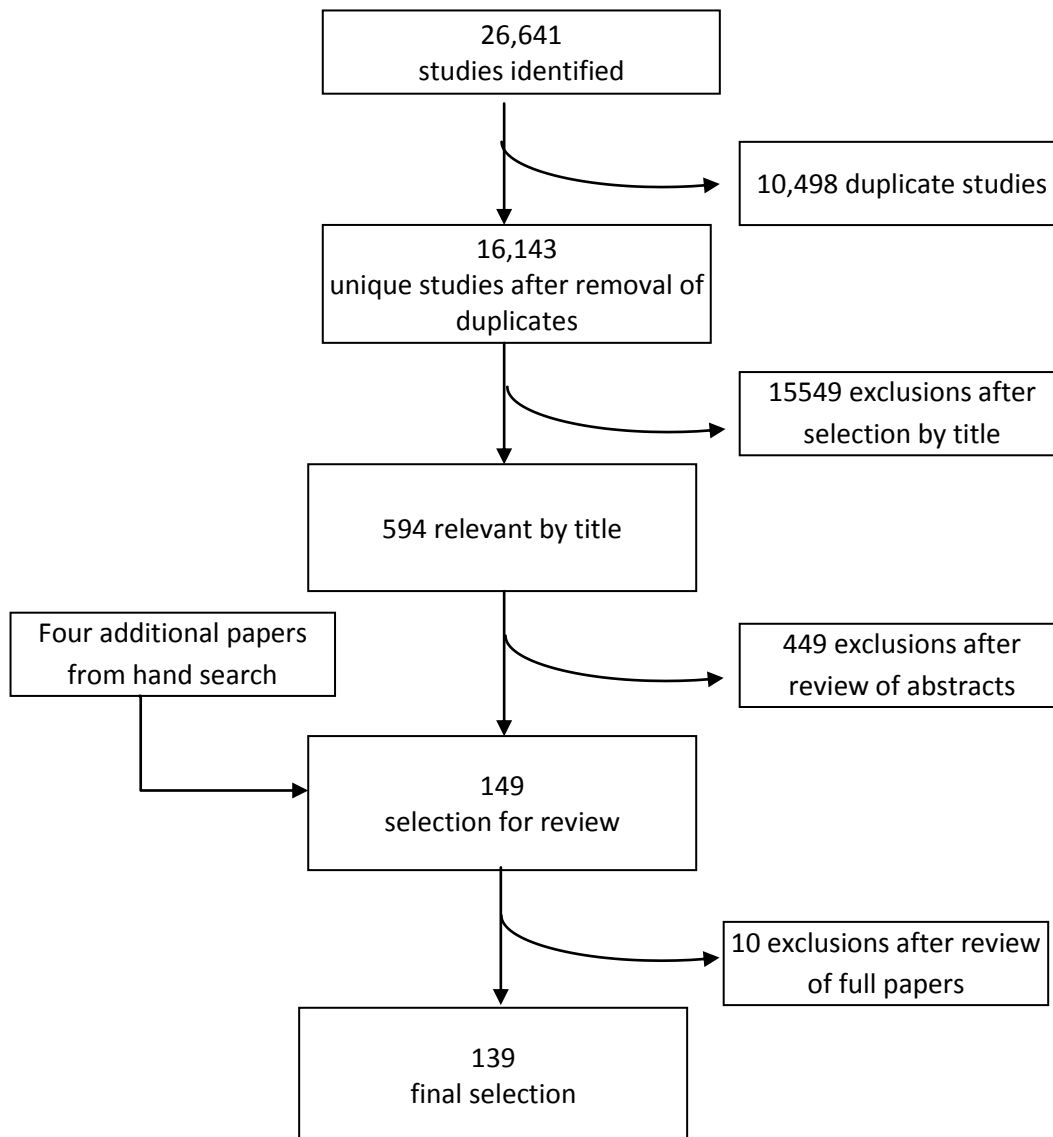 26,641
studies identified
10,498 duplicate studies
16,143
unique studies after removal of
duplicates
15549 exclusions after
selection by title
594 relevant by title
Four additional papers
from hand search
449 exclusions after
review of abstracts
149
selection for review
10 exclusions after review
of full papers
139
final selection